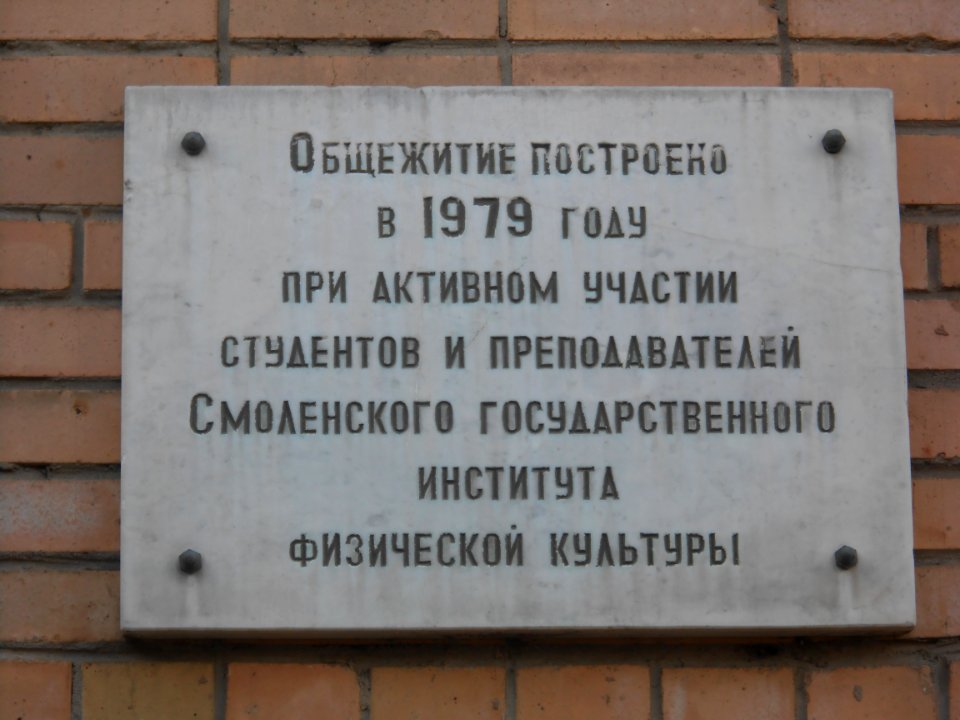 Общежитие построено
в 1979 году
при активном участии
студентов и преподавателей
Смоленского государственного
института
физической культуры